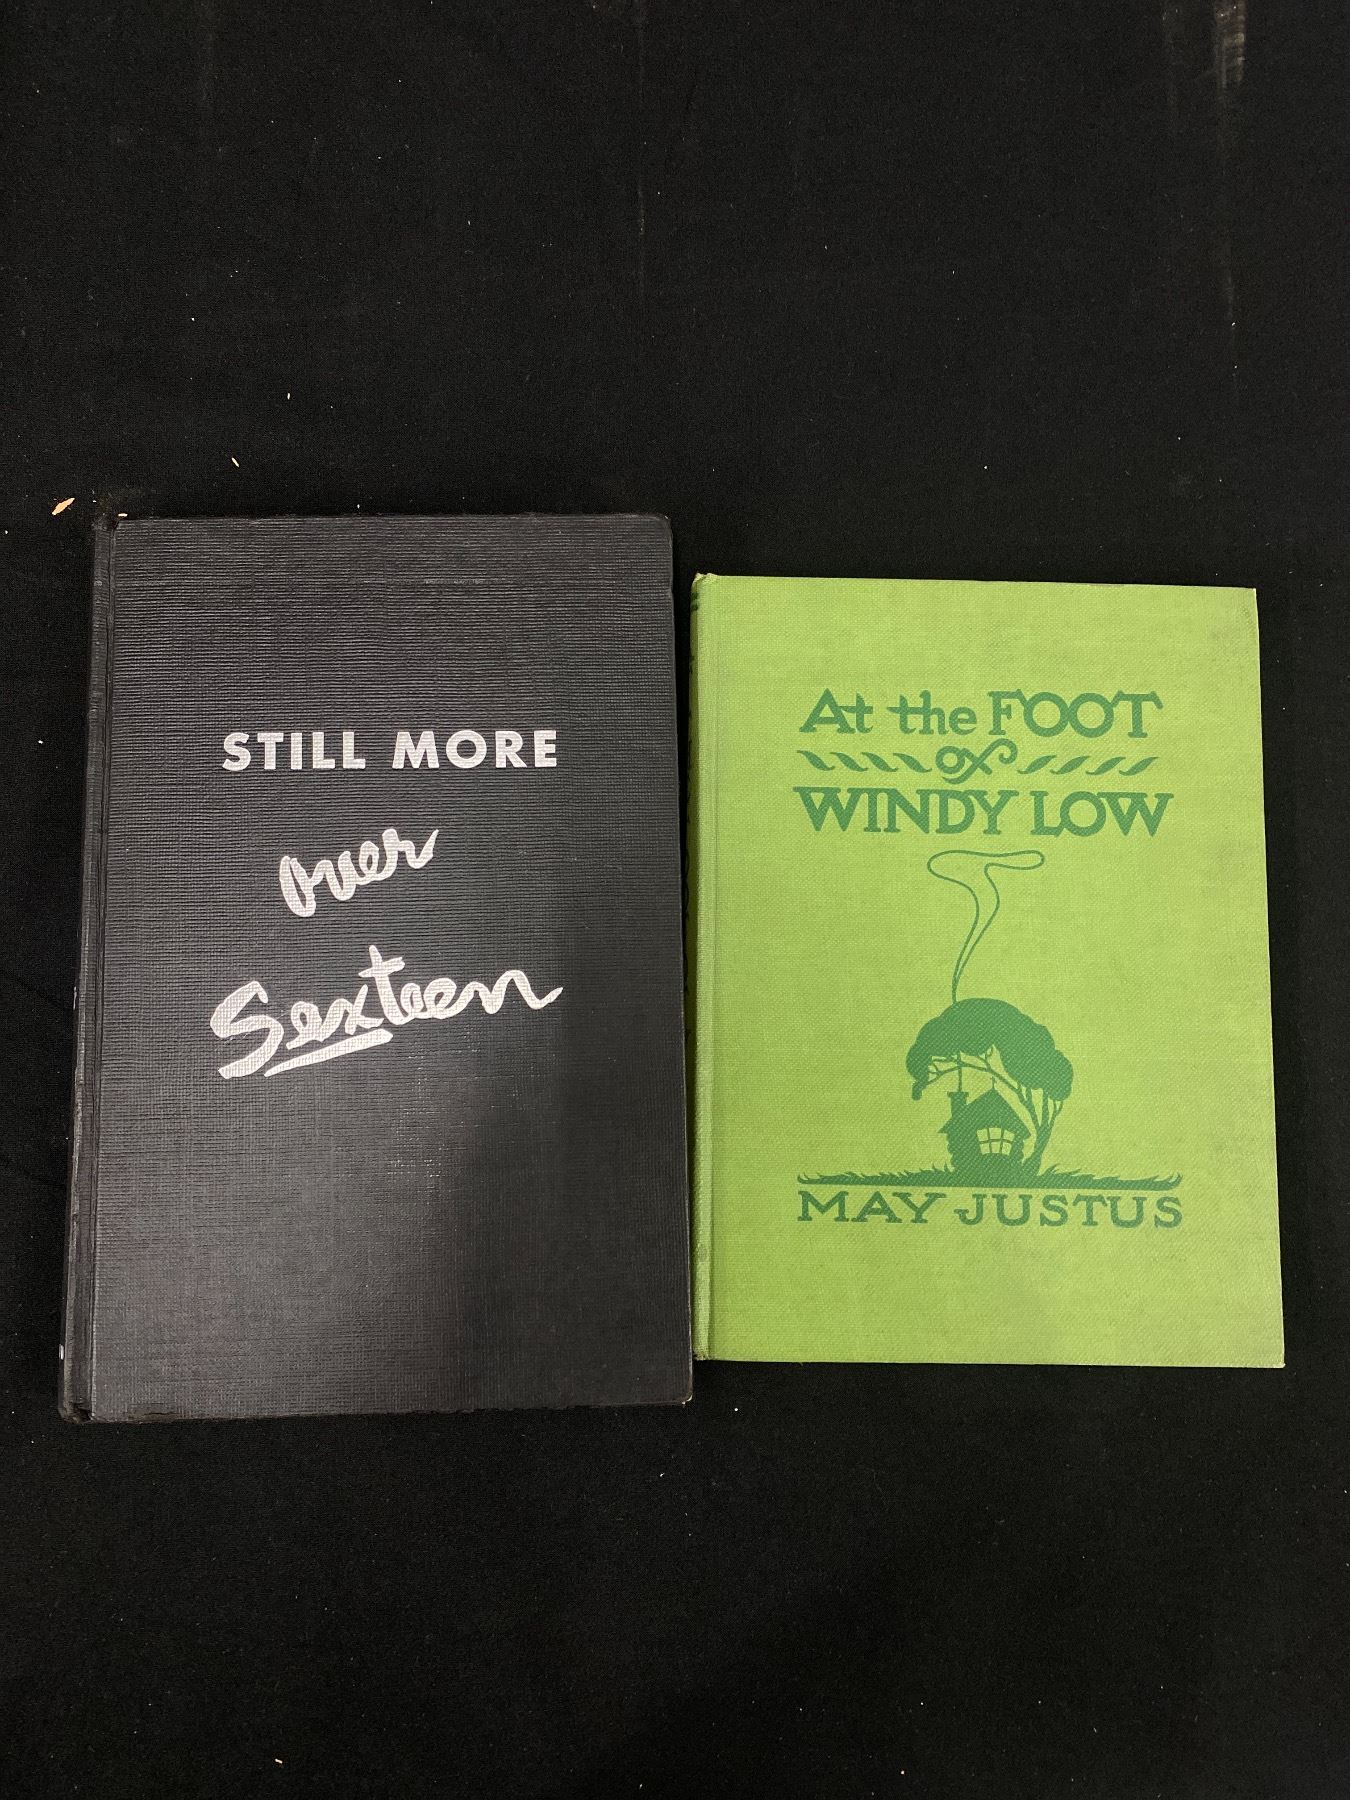 STILL MORE
over
Sexteen
At the FOOT
of
WINDY LOW
MAY JUSTUS